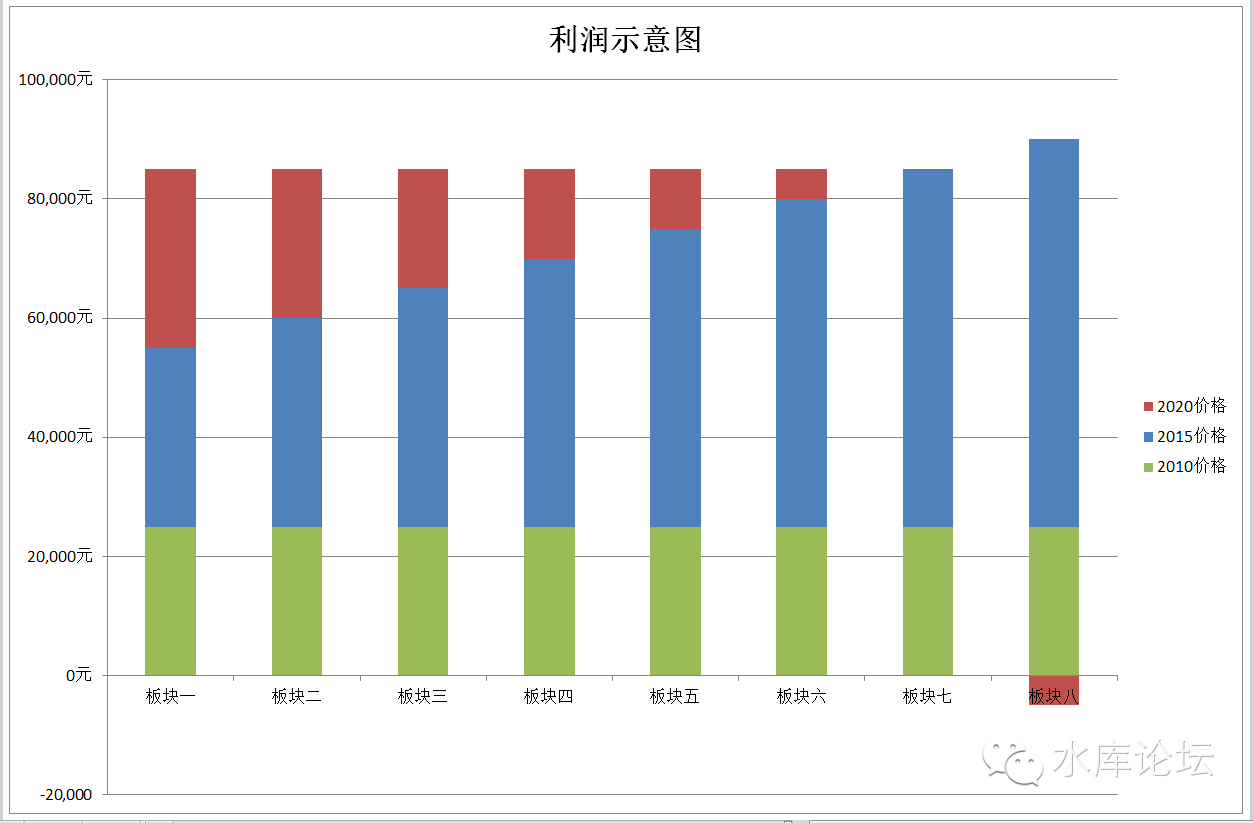 利润示意图
100,000元
80,000元
60,000元
40,000元
20,000元
0元
-20,000
板块一 板块二 板块三 板块四 板块五 板块六 板块七 板块八
2020价格
2015价格
2010价格
水库论坛